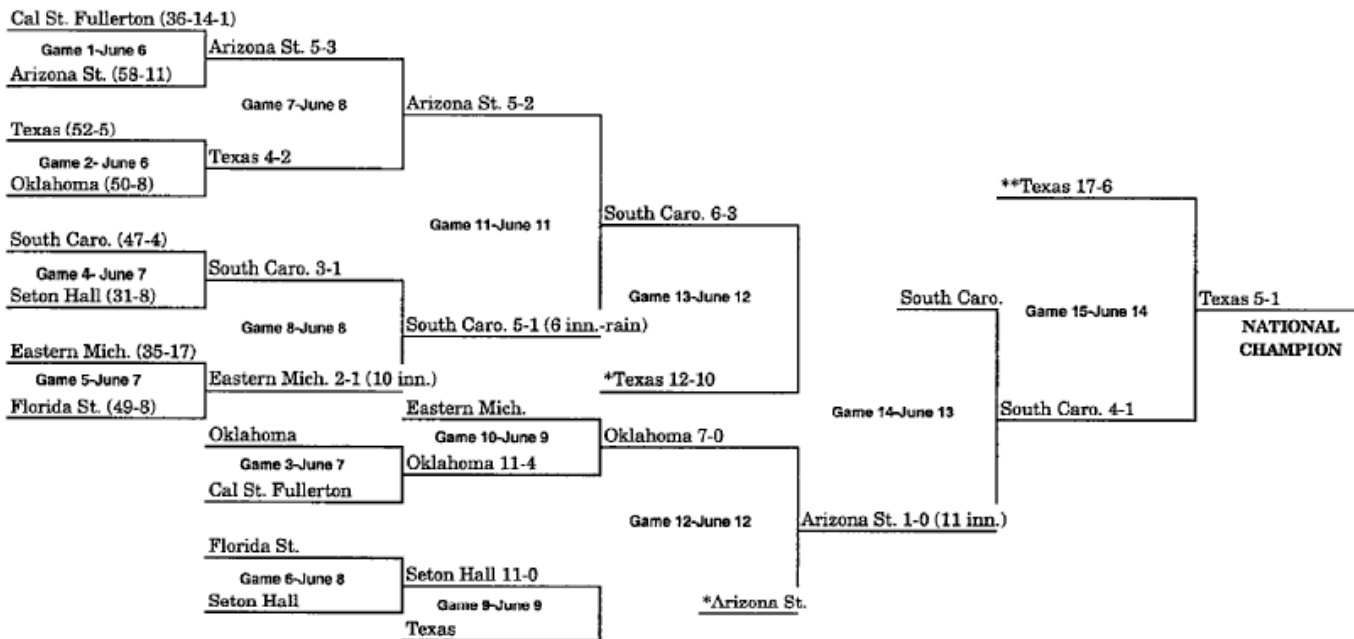 Cal St. Fullerton (36-14-1)
Game 1-June 6
Arizona St. (58-11)
Arizona St. 5-3
Game 7-June 8
Arizona St. 5-2
Texas (52-5)
Game 2- June 6
Oklahoma (50-8)
Texas 4-2
Game 11-June 11
South Caro. 6-3
South Caro. (47-4)
Game 4- June 7
Seton Hall (31-8)
South Caro. 3-1
Game 8-June 8
South Caro. 5-1 (6 inn.-rain)
Eastern Mich. (35-17)
Game 5-June 7
Florida St. (49-8)
Eastern Mich. 2-1 (10 inn.)
Game 13-June 12
*Texas 12-10
Eastern Mich.
Game 10-June 9
Oklahoma 7-0
Oklahoma
Game 3-June 7
Cal St. Fullerton
Oklahoma 11-4
Game 12-June 12
Arizona St. 1-0 (11 inn.)
Florida St.
Game 6-June 8
Seton Hall
Seton Hall 11-0
Game 9-June 9
Texas
*Arizona St.
South Caro.
Game 14-June 13
South Caro. 4-1
**Texas 17-6
Game 15-June 14
Texas 5-1
NATIONAL
CHAMPION